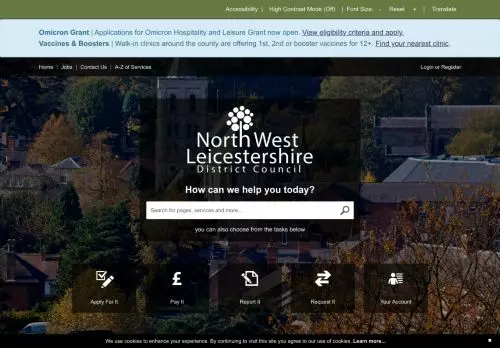 Accessibility | High Contrast Mode (Off) | Font Size: - Reset + | Translate
Omicron Grant | Applications for Omicron Hospitality and Leisure Grant now open. View eligibility criteria and apply.
Vaccines & Boosters | Walk-in clinics around the county are offering 1st, 2nd or booster vaccines for 12+. Find your nearest clinic.
Home | Jobs | Contact Us | A-Z of Services
Login or Register
North West
Leicestershire
District Council
How can we help you today?
Search for pages, services and more...
you can also choose from the tasks below
£
Apply For It
Pay It
Report It
Request It
Your Account
We use cookies to enhance your experience. By continuing to visit this site you agree to our use of cookies. Learn more... ✖